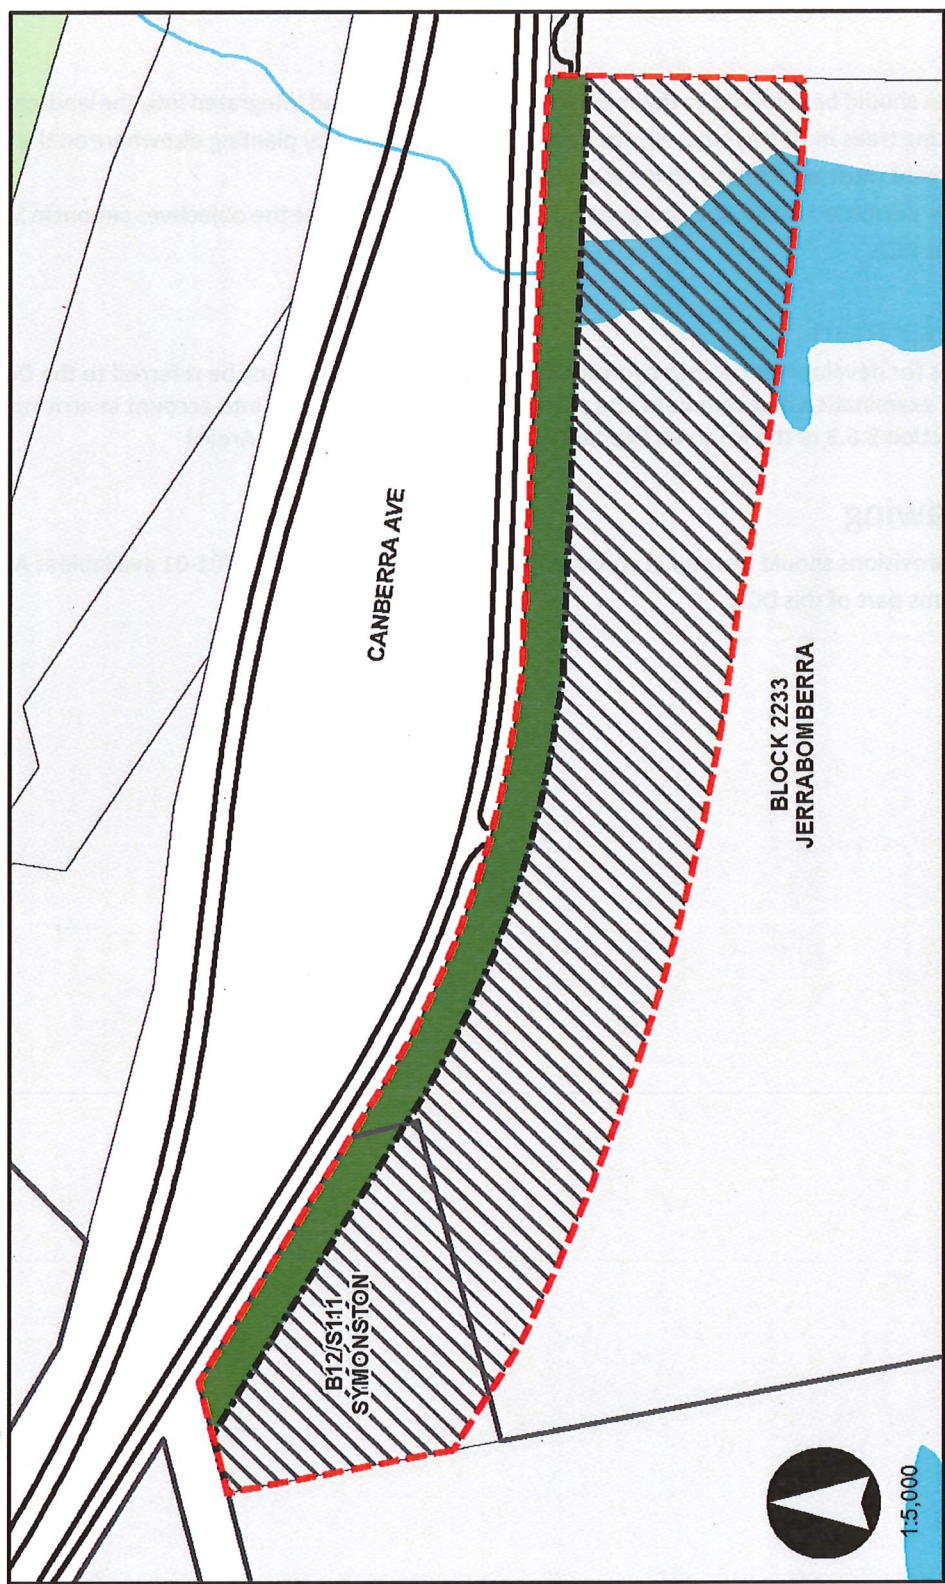 CANBERRA AVE
BLOCK 2233
JERRABOMBERRA
B12/S111
SYMONSTON
1:5,000